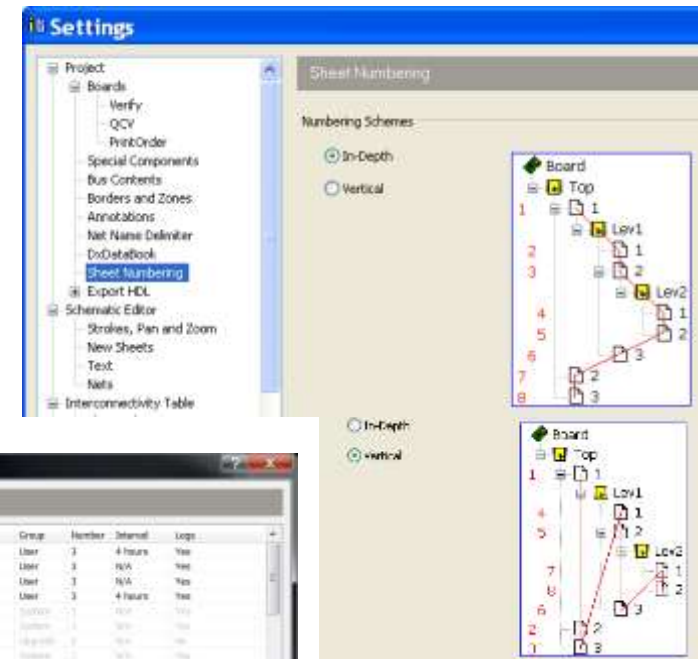 Settings
Project
Boards
Verify
QCV
PrintOrder
Special Components
Bus Contents
Borders and Zones
Annotations
Net Name Delimiter
DxDataBook
Sheet Numbering
Export HDL
Schematic Editor
Strokes, Pan and Zoom
New Sheets
Text
Nets
Interconnectivity Table
Sheet Numbering
Numbering Schemes
In-Depth
Vertical
Board
Top
1 1
Lev1
2 1
3 2
Lev2
4 1
5 2
6 3
7 2
8 3
In-Depth
Vertical
Board
Top
1 1
Lev1
4 1
5 2
Lev2
7 1
8 2
6 3
2 2
3 3
Group Number Interval Logs
User 3 4 hours Yes
User 3 N/A Yes
User 3 N/A Yes
User 3 4 hours Yes